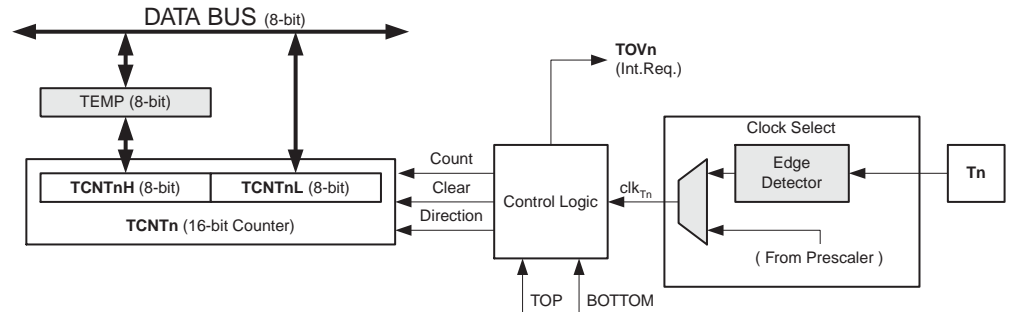 DATA BUS (8-bit)
TOVn
(Int.Req.)
TEMP (8-bit)
Clock Select
Count
Edge
Detector
TCNTnH (8-bit)
TCNTnL (8-bit)
Clear
Control Logic
clkTn
Tn
TCNTn (16-bit Counter)
Direction
( From Prescaler )
TOP
BOTTOM